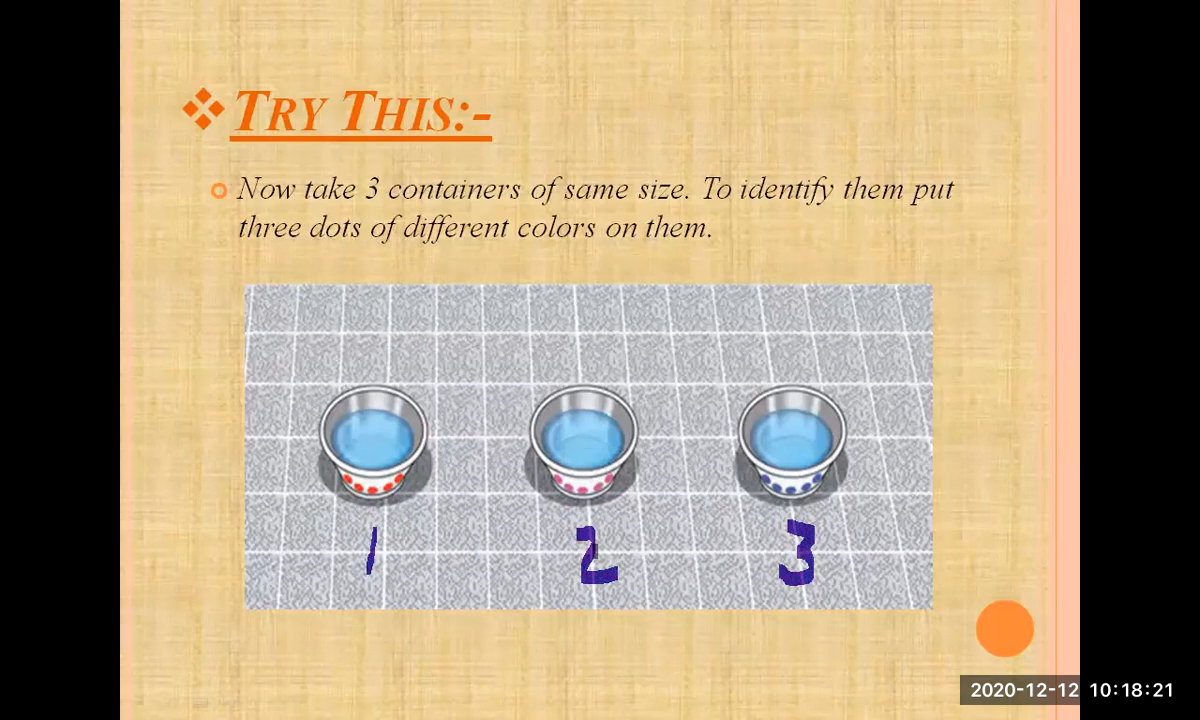 TRY THIS:-
Now take 3 containers of same size. To identify them put
three dots of different colors on them.
1 2 3
2020-12-12 10:18:21